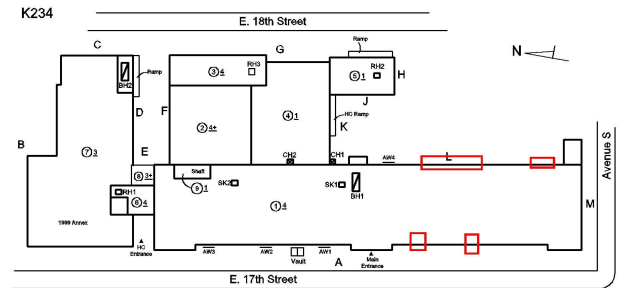 K234
E. 18th Street
C
G
Ramp
N
Ramp
BH2
③ 4
RH3
RH2
⑤ 1
H
D
F
J
HC Ramp
K
② 4+
④ 1
B
⑦ 3
E
Avenue S
CH2
CH1
AW4
L
⑧ 3+
Shaft
⑨ 1
RH1
⑥ 4
SK2
SK1
BH1
① 4
M
1999 Annex
HC
Entrance
AW3
AW2
Vault
AW1
A
Main
Entrance
E. 17th Street